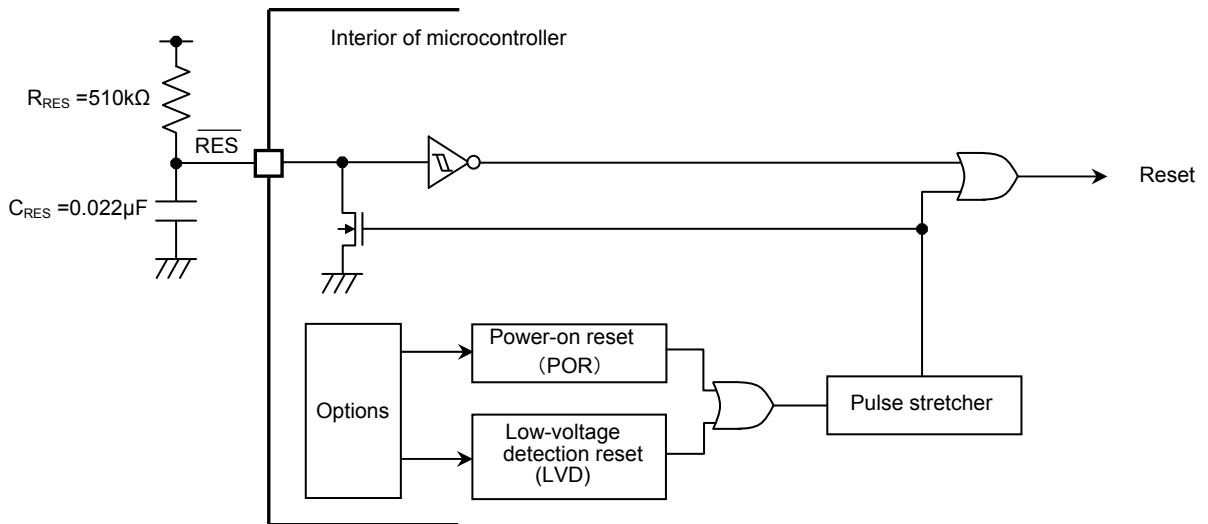 Interior of microcontroller
R_RES =510kΩ
RES
C_RES =0.022µF
Reset
Power-on reset
（POR）
Options
Low-voltage
detection reset
(LVD)
Pulse stretcher